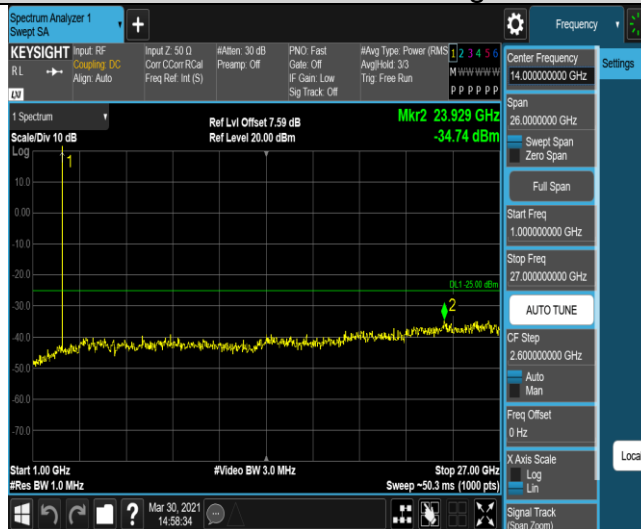 Spectrum Analyzer 1
Swept SA
Frequency
KEYSIGHT
RL
Input: RF
Coupling: DC
Align: Auto
Input Z: 50 Ω
Corr CCorr RCal
Freq Ref: Int (S)
#Atten: 30 dB
Preamp: Off
PNO: Fast
Gate: Off
IF Gain: Low
Sig Track: Off
#Avg Type: Power (RMS
Avg|Hold: 3/3
Trig: Free Run
1 2 3 4 5 6
M W W W W W
P P P P P P
LXI
1 Spectrum
Scale/Div 10 dB
Log
Ref Lvl Offset 7.59 dB
Ref Level 20.00 dBm
Mkr2 23.929 GHz
-34.74 dBm
1
10.0
0.00
-10.0
-20.0
DL1 -25.00 dBm
2
-30.0
-40.0
-50.0
-60.0
-70.0
Start 1.00 GHz
#Res BW 1.0 MHz
#Video BW 3.0 MHz
Stop 27.00 GHz
Sweep ~50.3 ms (1000 pts)
Mar 30, 2021
14:58:34
Center Frequency
14.000000000 GHz
Settings
Span
26.0000000 GHz
Swept Span
Zero Span
Full Span
Start Freq
1.000000000 GHz
Stop Freq
27.000000000 GHz
AUTO TUNE
CF Step
2.600000000 GHz
Auto
Man
Freq Offset
0 Hz
X Axis Scale
Log
Lin
Local
Signal Track
(Span Zoom)